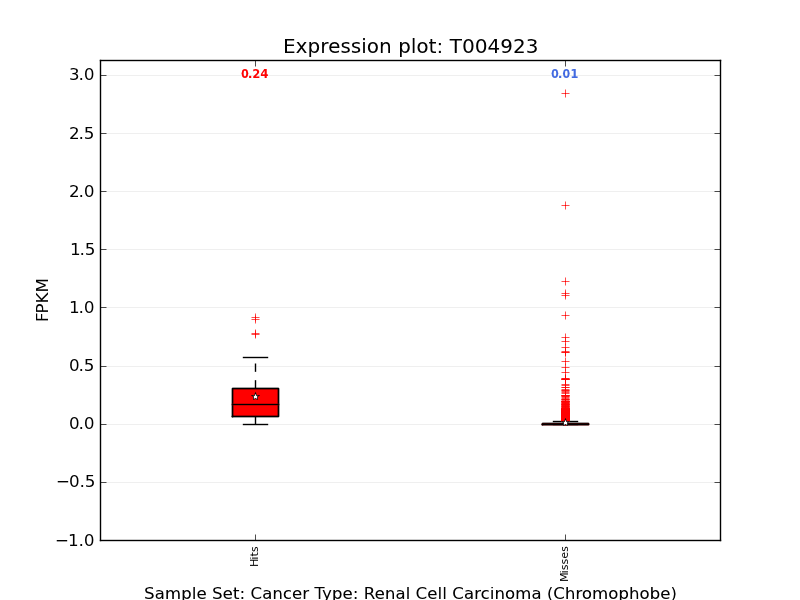 Expression plot: T004923
0.24
0.01
3.0
2.5
2.0
1.5
1.0
0.5
0.0
−0.5
−1.0
FPKM
Hits
Misses
Sample Set: Cancer Type: Renal Cell Carcinoma (Chromophobe)